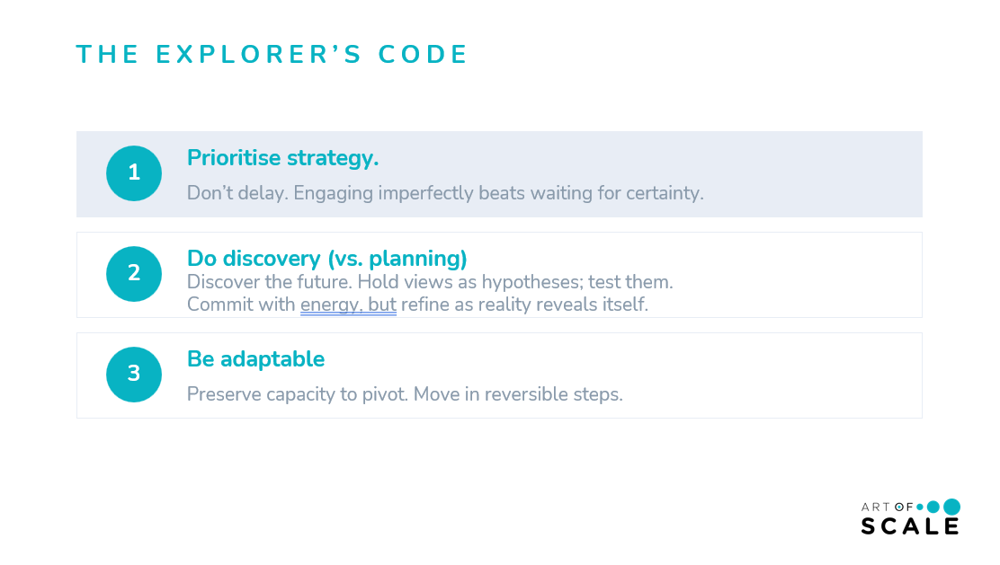 THE EXPLORER’S CODE
1
Prioritise strategy.
Don’t delay. Engaging imperfectly beats waiting for certainty.
2
Do discovery (vs. planning)
Discover the future. Hold views as hypotheses; test them.
Commit with energy, but refine as reality reveals itself.
3
Be adaptable
Preserve capacity to pivot. Move in reversible steps.
ART OF
SCALE